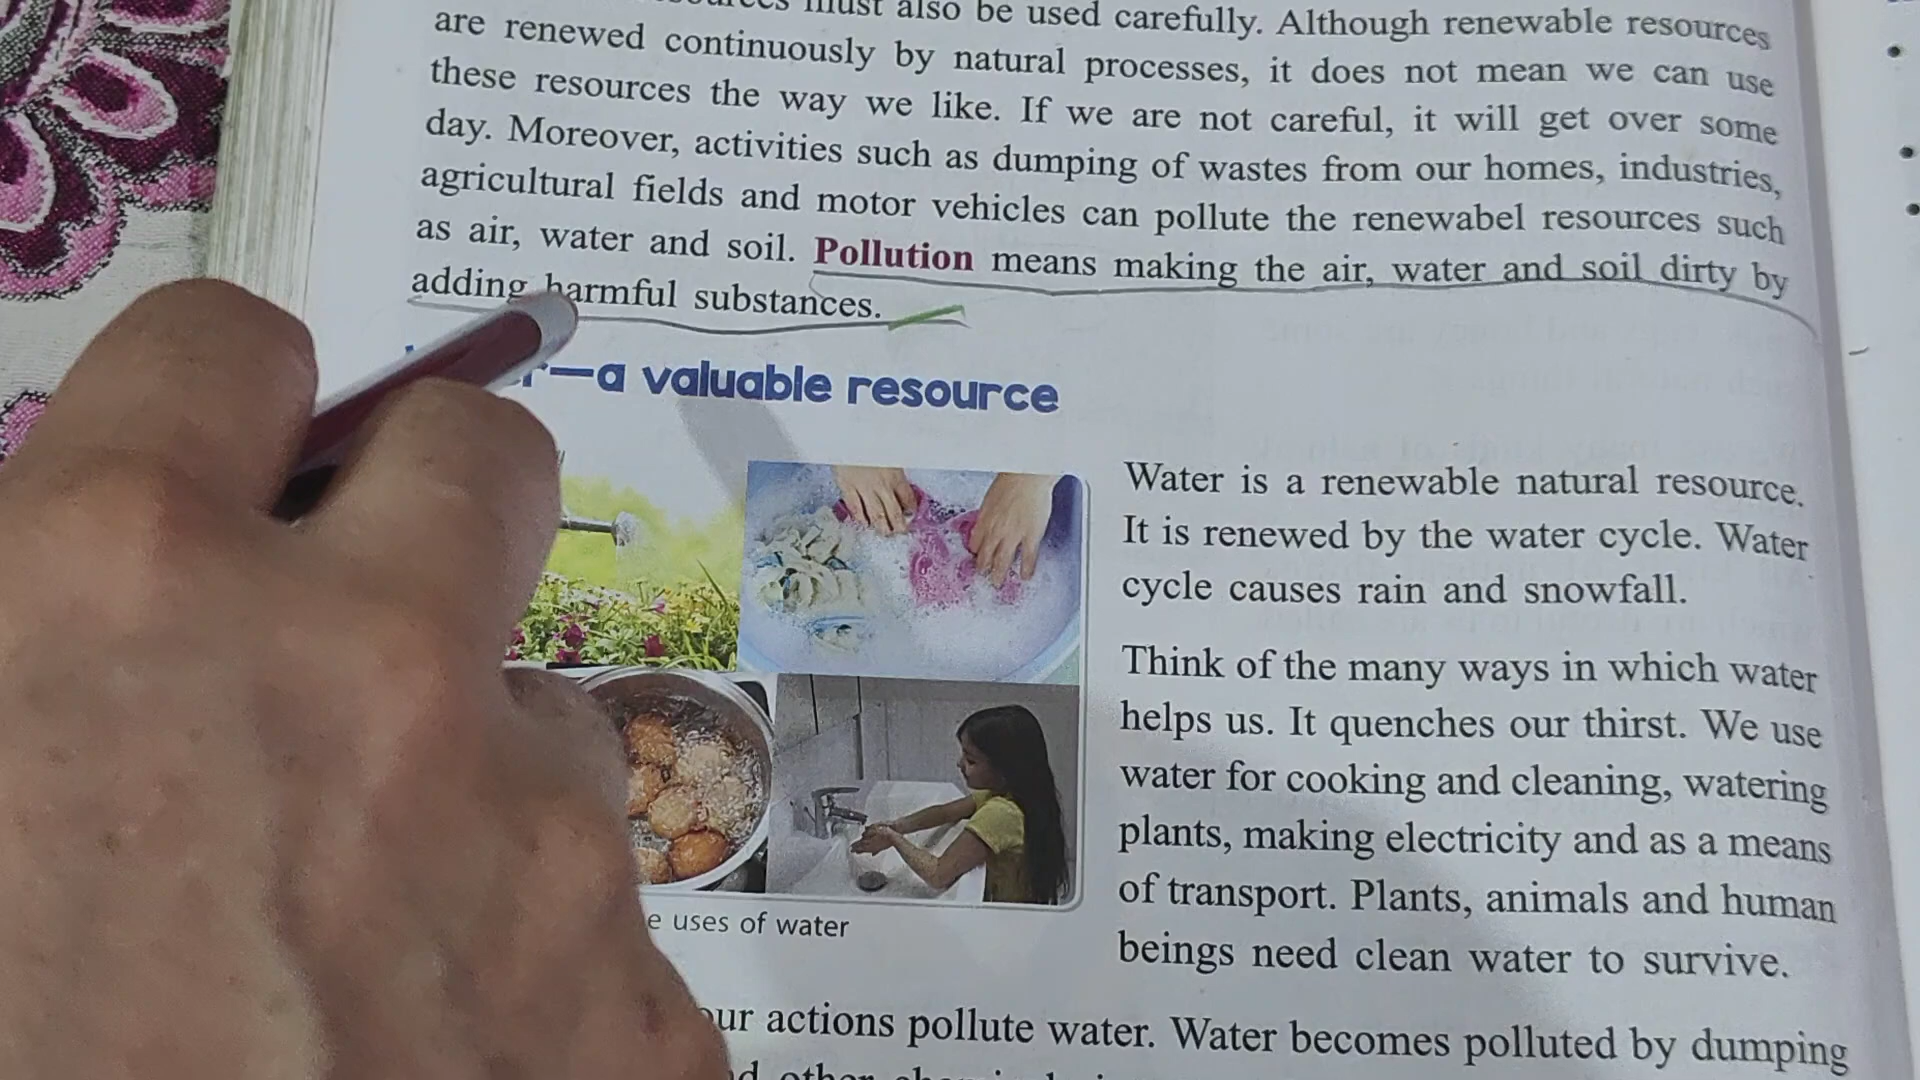 must also be used carefully. Although renewable resources
are renewed continuously by natural processes, it does not mean we can use
these resources the way we like. If we are not careful, it will get over some
day. Moreover, activities such as dumping of wastes from our homes, industries,
agricultural fields and motor vehicles can pollute the renewabel resources such
as air, water and soil. Pollution means making the air, water and soil dirty by
adding harmful substances.
—a valuable resource
Water is a renewable natural resource.
It is renewed by the water cycle. Water
cycle causes rain and snowfall.
Think of the many ways in which water
helps us. It quenches our thirst. We use
water for cooking and cleaning, watering
plants, making electricity and as a means
of transport. Plants, animals and human
beings need clean water to survive.
uses of water
our actions pollute water. Water becomes polluted by dumping